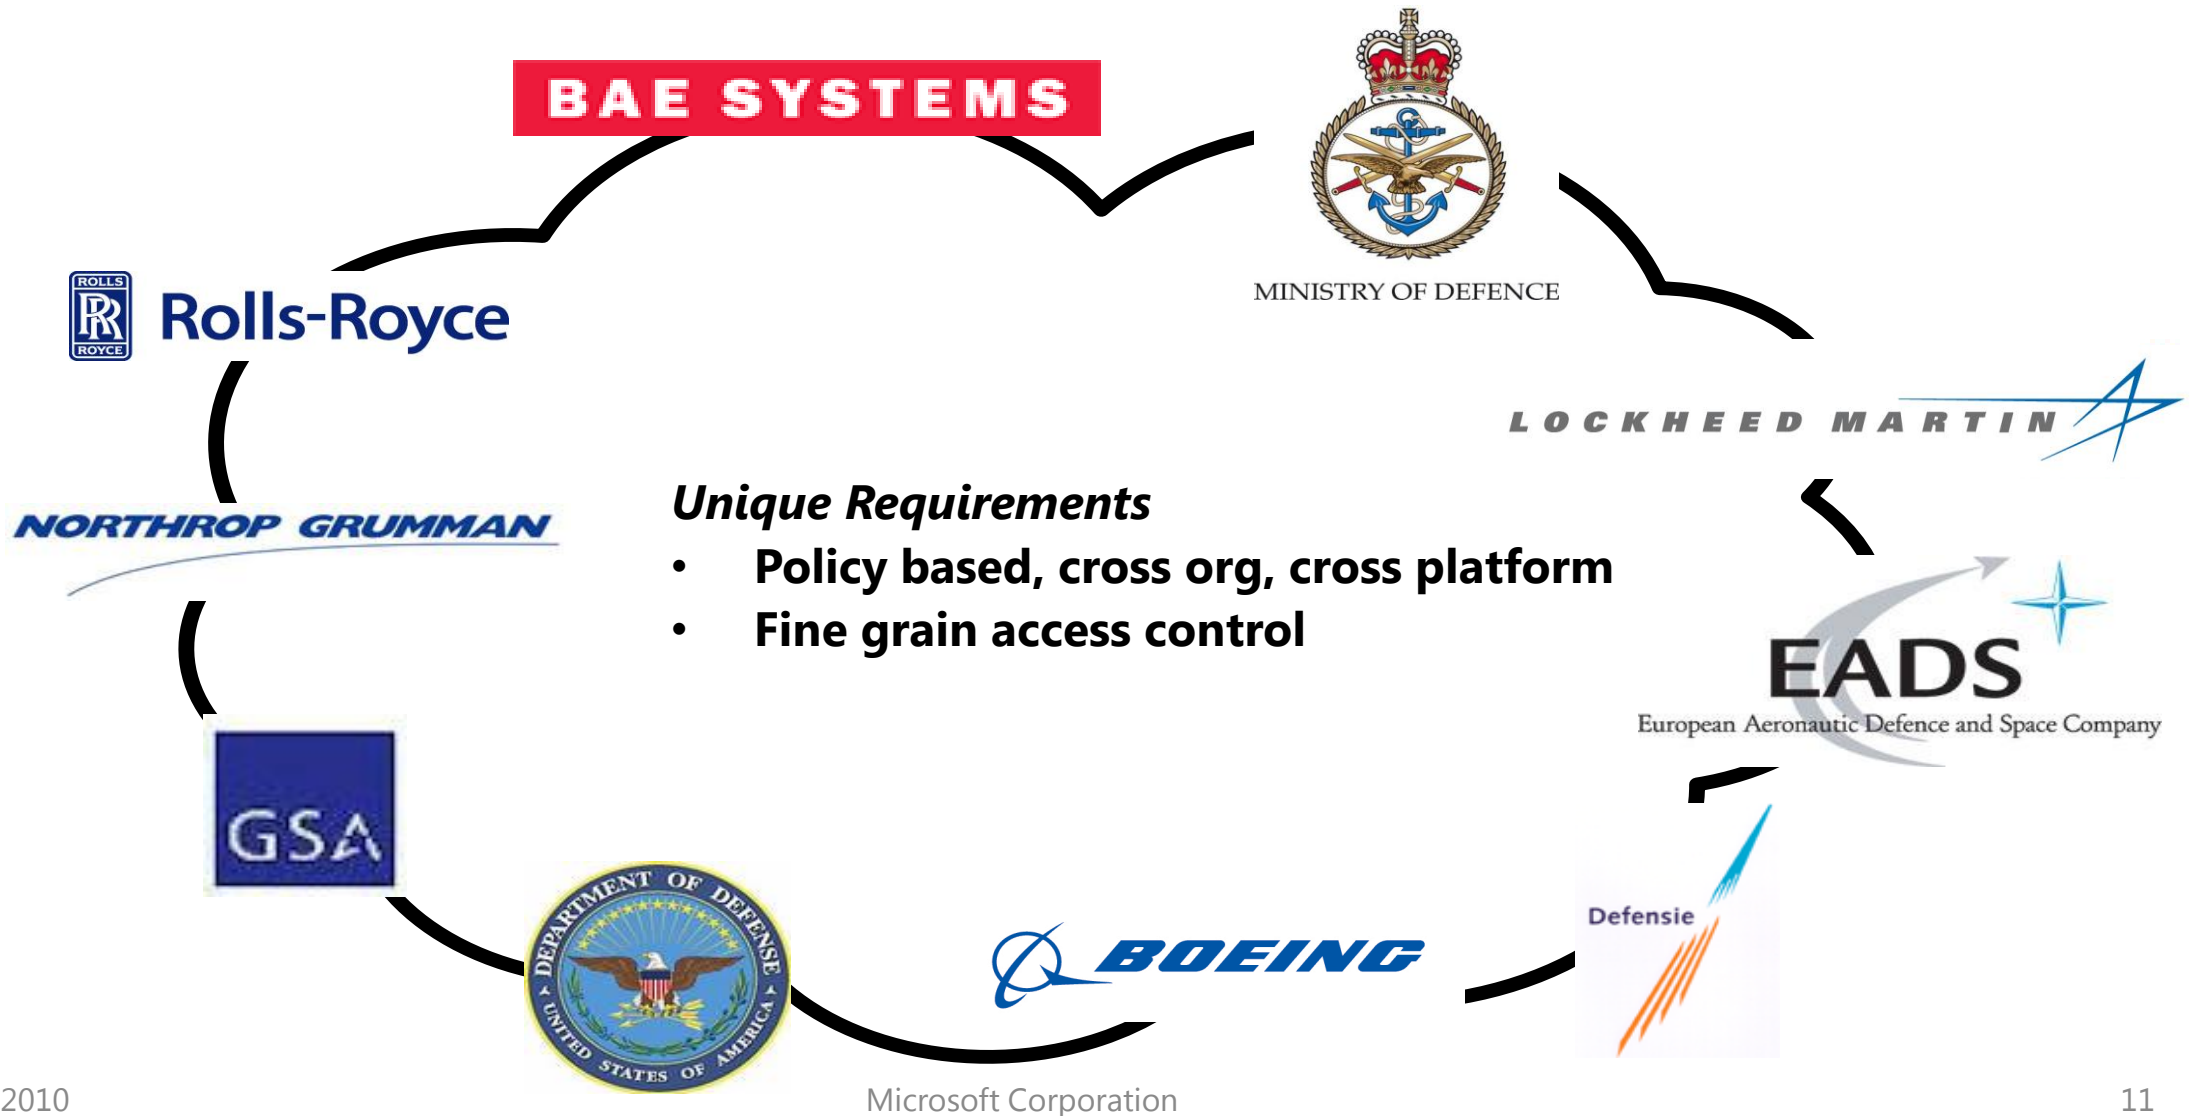 BAE SYSTEMS
MINISTRY OF DEFENCE
ROLLS
RR
ROYCE
Rolls-Royce
LOCKHEED MARTIN
NORTHROP GRUMMAN
Unique Requirements
• Policy based, cross org, cross platform
• Fine grain access control
EADS
European Aeronautic Defence and Space Company
GSA
DEPARTMENT OF DEFENSE
UNITED STATES OF AMERICA
BOEING
Defensie
2010
Microsoft Corporation
11